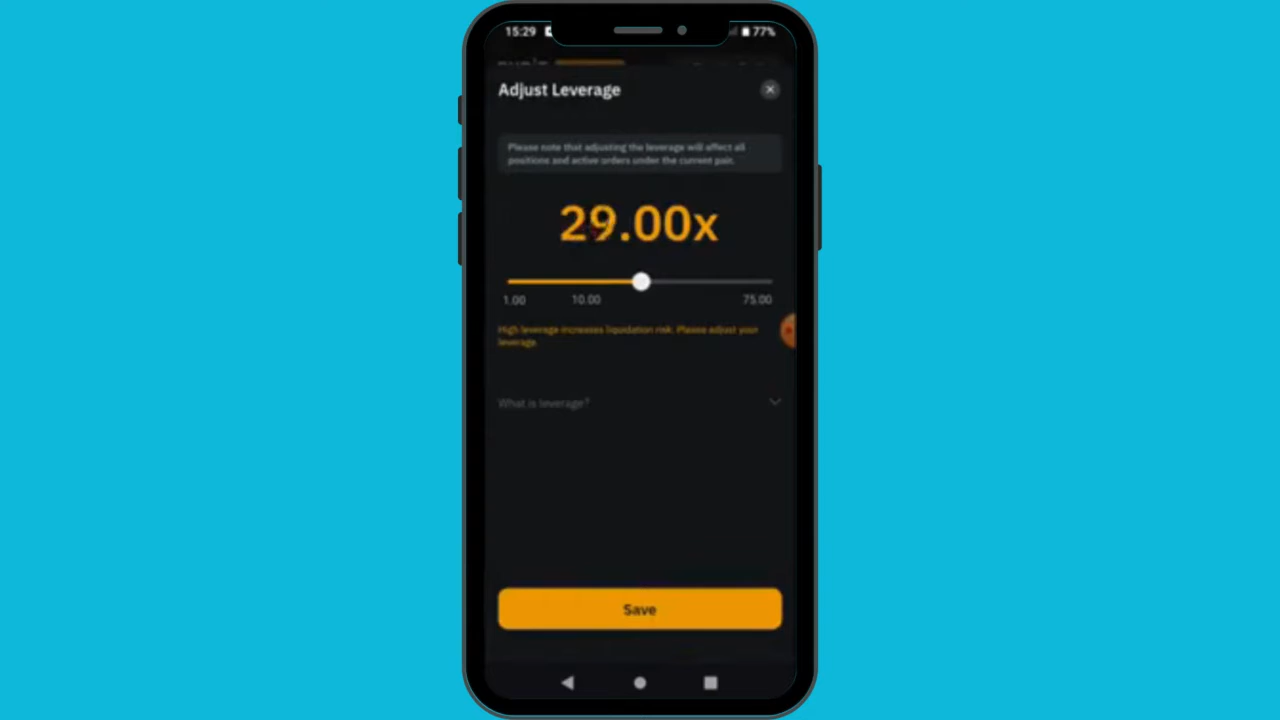 15:29
77%
Adjust Leverage
Please note that adjusting the leverage will affect all
positions and active orders under the current pair.
29.00x
1.00 10.00 75.00
High leverage increases liquidation risk. Please adjust your
leverage.
What is leverage?
Save